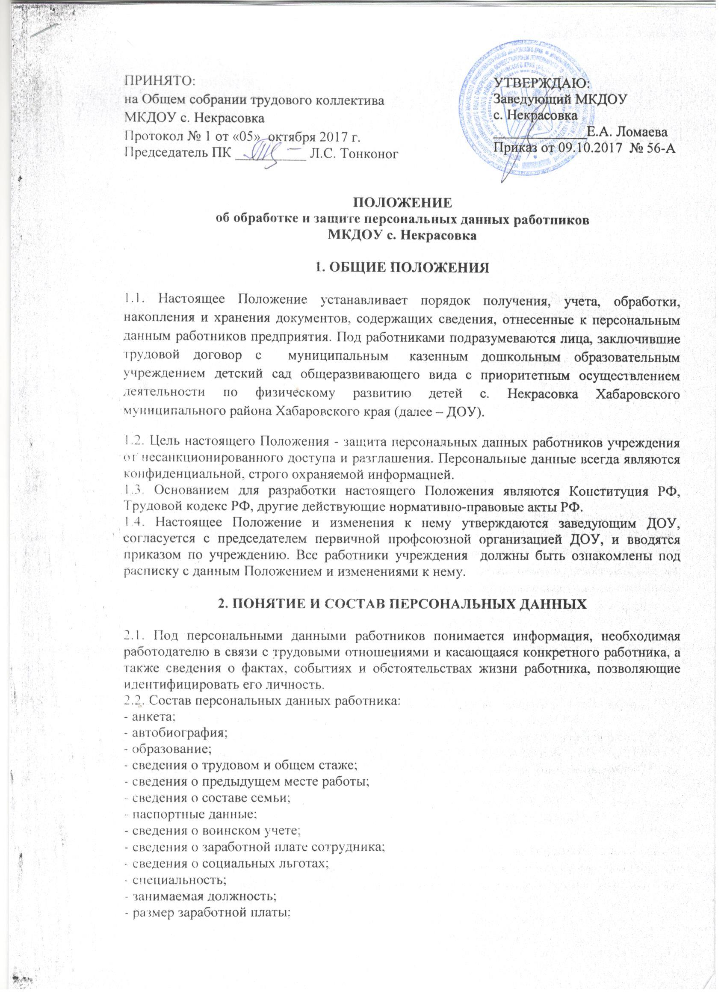 ПРИНЯТО:
на Общем собрании трудового коллектива
МКДОУ с. Некрасовка
Протокол № 1 от «05» октября 2017 г.
Председатель ПК __________ Л.С. Тонконог
УТВЕРЖДАЮ:
Заведующий МКДОУ
с. Некрасовка
_____________Е.А. Ломаева
Приказ от 09.10.2017 № 56-А
ПОЛОЖЕНИЕ
об обработке и защите персональных данных работников
МКДОУ с. Некрасовка
1. ОБЩИЕ ПОЛОЖЕНИЯ
1.1. Настоящее Положение устанавливает порядок получения, учета, обработки,
накопления и хранения документов, содержащих сведения, отнесенные к персональным
данным работников предприятия. Под работниками подразумеваются лица, заключившие
трудовой договор с муниципальным казенным дошкольным образовательным
учреждением детский сад общеразвивающего вида с приоритетным осуществлением
деятельности по физическому развитию детей с. Некрасовка Хабаровского
муниципального района Хабаровского края (далее – ДОУ).
1.2. Цель настоящего Положения - защита персональных данных работников учреждения
от несанкционированного доступа и разглашения. Персональные данные всегда являются
конфиденциальной, строго охраняемой информацией.
1.3. Основанием для разработки настоящего Положения являются Конституция РФ,
Трудовой кодекс РФ, другие действующие нормативно-правовые акты РФ.
1.4. Настоящее Положение и изменения к нему утверждаются заведующим ДОУ,
согласуется с председателем первичной профсоюзной организацией ДОУ, и вводятся
приказом по учреждению. Все работники учреждения должны быть ознакомлены под
расписку с данным Положением и изменениями к нему.
2. ПОНЯТИЕ И СОСТАВ ПЕРСОНАЛЬНЫХ ДАННЫХ
2.1. Под персональными данными работников понимается информация, необходимая
работодателю в связи с трудовыми отношениями и касающаяся конкретного работника, а
также сведения о фактах, событиях и обстоятельствах жизни работника, позволяющие
идентифицировать его личность.
2.2. Состав персональных данных работника:
- анкета;
- автобиография;
- образование;
- сведения о трудовом и общем стаже;
- сведения о предыдущем месте работы;
- сведения о составе семьи;
- паспортные данные;
- сведения о воинском учете;
- сведения о заработной плате сотрудника;
- сведения о социальных льготах;
- специальность;
- занимаемая должность;
- размер заработной платы;